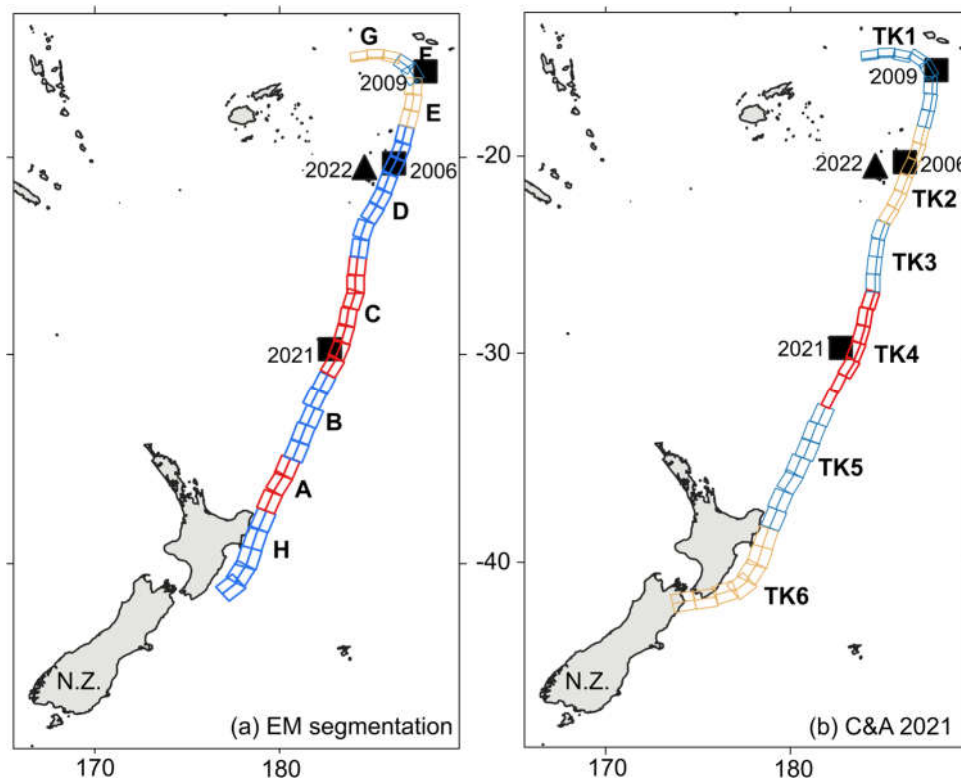 G
F
2009
E
2022
2006
D
C
2021
B
A
H
N.Z.
(a) EM segmentation
170
180
-20
-30
-40
TK1
2009
2022
2006
TK2
TK3
2021
TK4
TK5
TK6
N.Z.
(b) C&A 2021
170
180